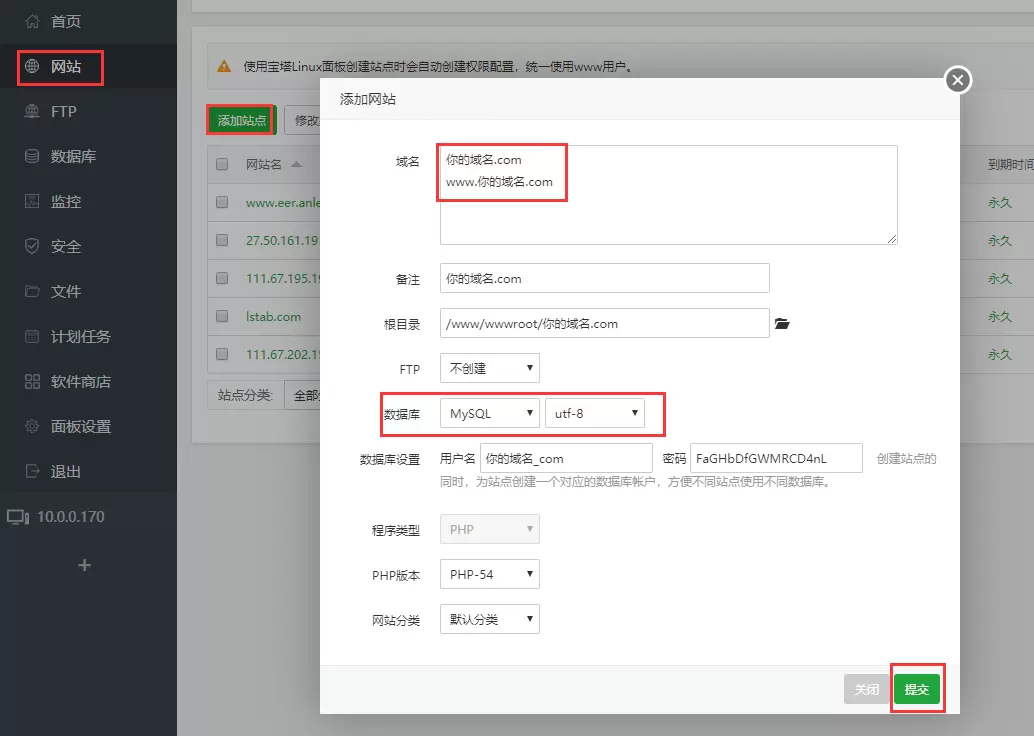 首页
网站
FTP
数据库
监控
安全
文件
计划任务
软件商店
面板设置
退出
10.0.0.170
+
使用宝塔Linux面板创建站点时会自动创建权限配置，统一使用www用户。
添加站点
修改
网站名
到期时间
www.eer.anle
永久
27.50.161.19
永久
111.67.195.19
永久
lstab.com
永久
111.67.202.15
永久
站点分类:
全部
添加网站
域名
你的域名.com
www.你的域名.com
备注
你的域名.com
根目录
/www/wwwroot/你的域名.com
FTP
不创建
数据库
MySQL
utf-8
数据库设置
用户名
你的域名_com
密码
FaGHbDfGWMRCD4nL
创建站点的
同时，为站点创建一个对应的数据库帐户，方便不同站点使用不同数据库。
程序类型
PHP
PHP版本
PHP-54
网站分类
默认分类
关闭
提交